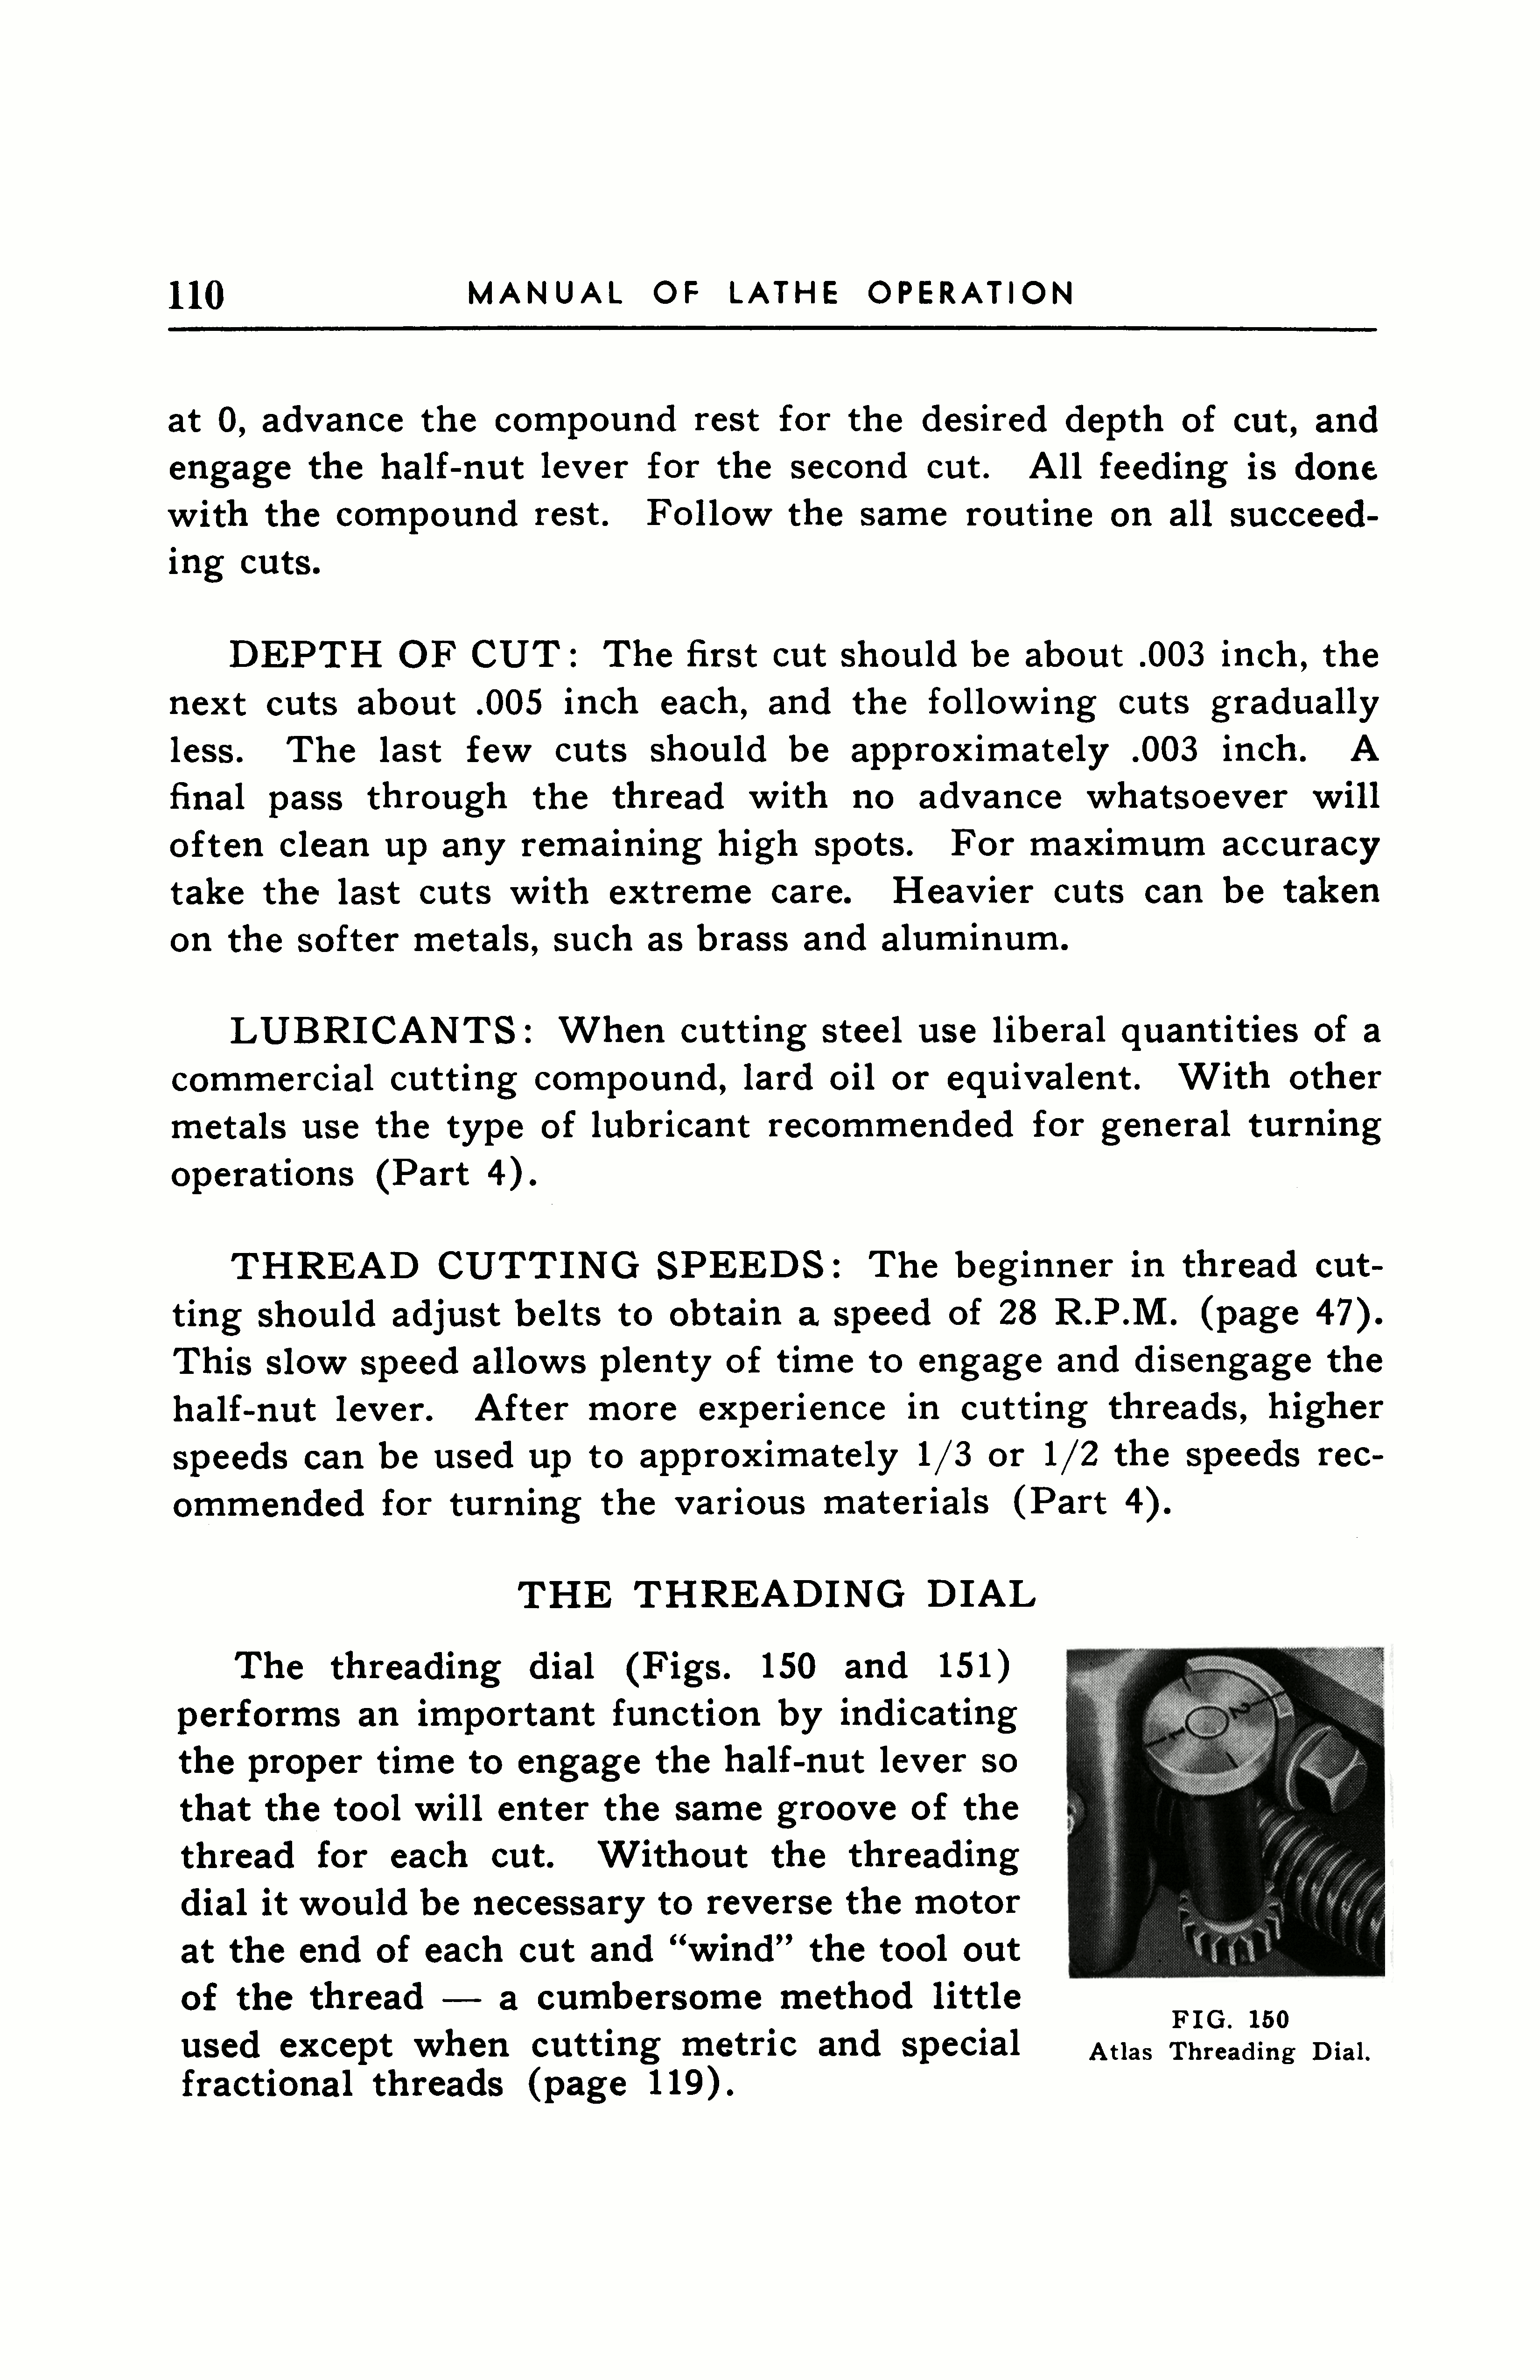 110 MANUAL OF LATHE OPERATION
at 0, advance the compound rest for the desired depth of cut, and
engage the half-nut lever for the second cut. All feeding is done
with the compound rest. Follow the same routine on all succeed-
ing cuts.
DEPTH OF CUT: The first cut should be about .003 inch, the
next cuts about .005 inch each, and the following cuts gradually
less. The last few cuts should be approximately .003 inch. A
final pass through the thread with no advance whatsoever will
often clean up any remaining high spots. For maximum accuracy
take the last cuts with extreme care. Heavier cuts can be taken
on the softer metals, such as brass and aluminum.
LUBRICANTS: When cutting steel use liberal quantities of a
commercial cutting compound, lard oil or equivalent. With other
metals use the type of lubricant recommended for general turning
operations (Part 4).
THREAD CUTTING SPEEDS: The beginner in thread cut-
ting should adjust belts to obtain a speed of 28 R.P.M. (page 47).
This slow speed allows plenty of time to engage and disengage the
half-nut lever. After more experience in cutting threads, higher
speeds can be used up to approximately 1/3 or 1/2 the speeds rec-
ommended for turning the various materials (Part 4).
THE THREADING DIAL
The threading dial (Figs. 150 and 151)
performs an important function by indicating
the proper time to engage the half-nut lever so
that the tool will enter the same groove of the
thread for each cut. Without the threading
dial it would be necessary to reverse the motor
at the end of each cut and “wind” the tool out
of the thread — a cumbersome method little
used except when cutting metric and special
fractional threads (page 119).
1 2
FIG. 150
Atlas Threading Dial.